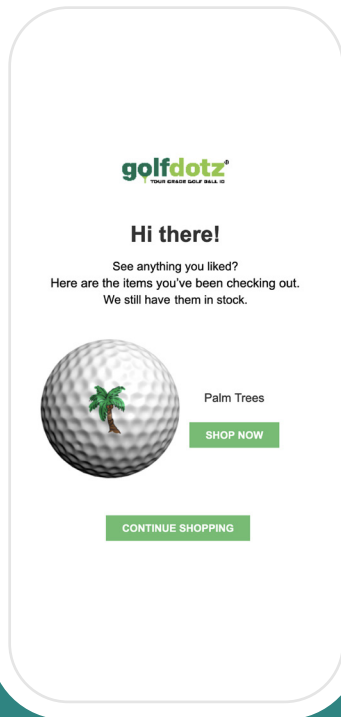 golfdotz®
TOUR GRADE GOLF BALL ID
Hi there!
See anything you liked?
Here are the items you've been checking out.
We still have them in stock.
Palm Trees
SHOP NOW
CONTINUE SHOPPING